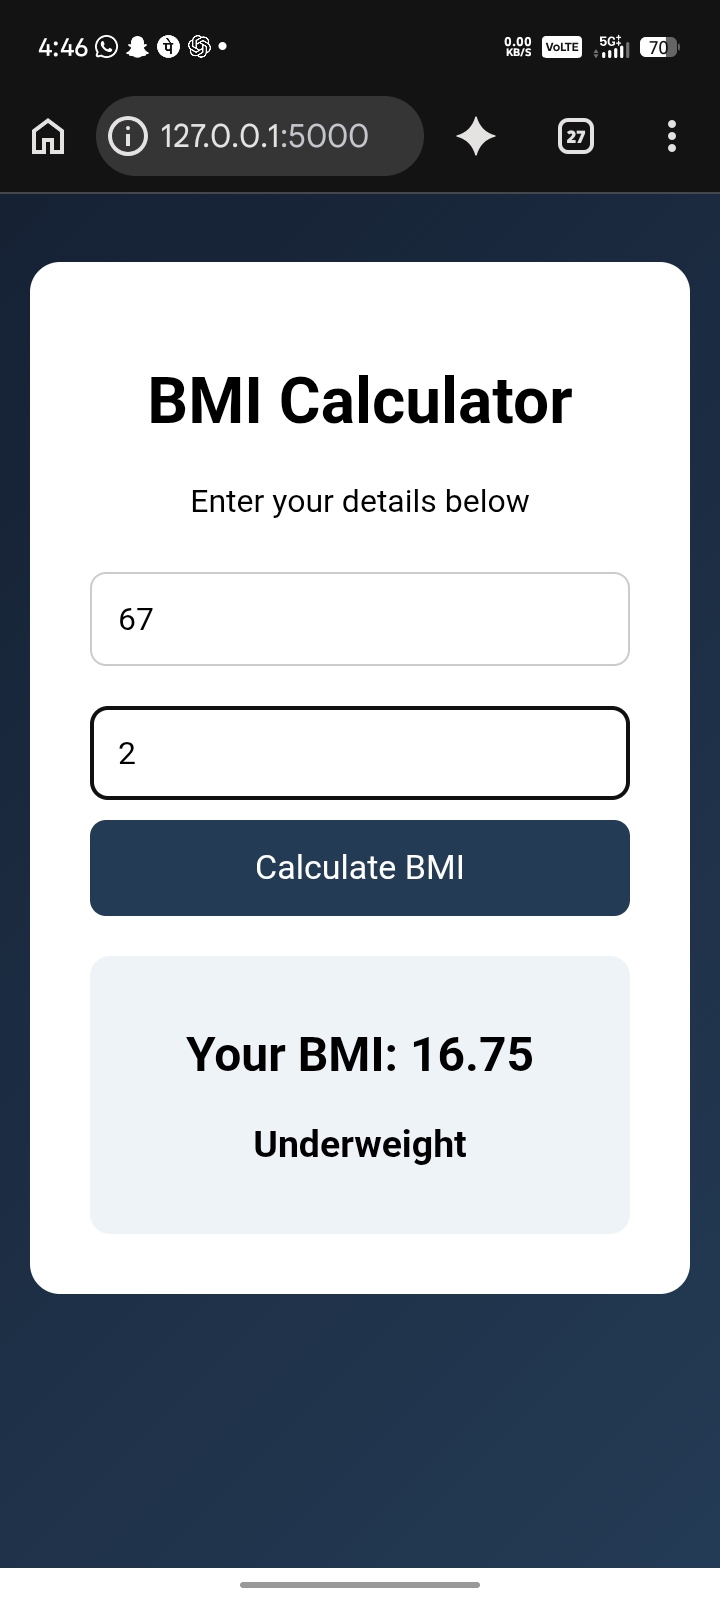 4:46 पे 0.00 KB/S VoLTE 5G‡ 70
127.0.0.1:5000 27
BMI Calculator
Enter your details below
67
2
Calculate BMI
Your BMI: 16.75
Underweight